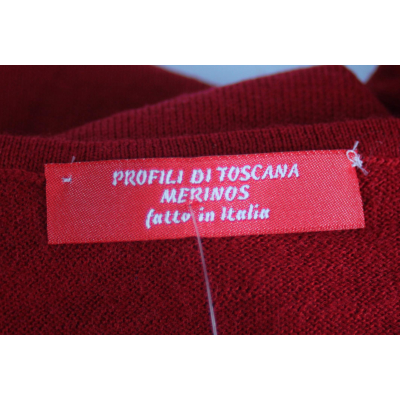 PROFILI DI TOSCANA
MERINOS
fatto in Italia